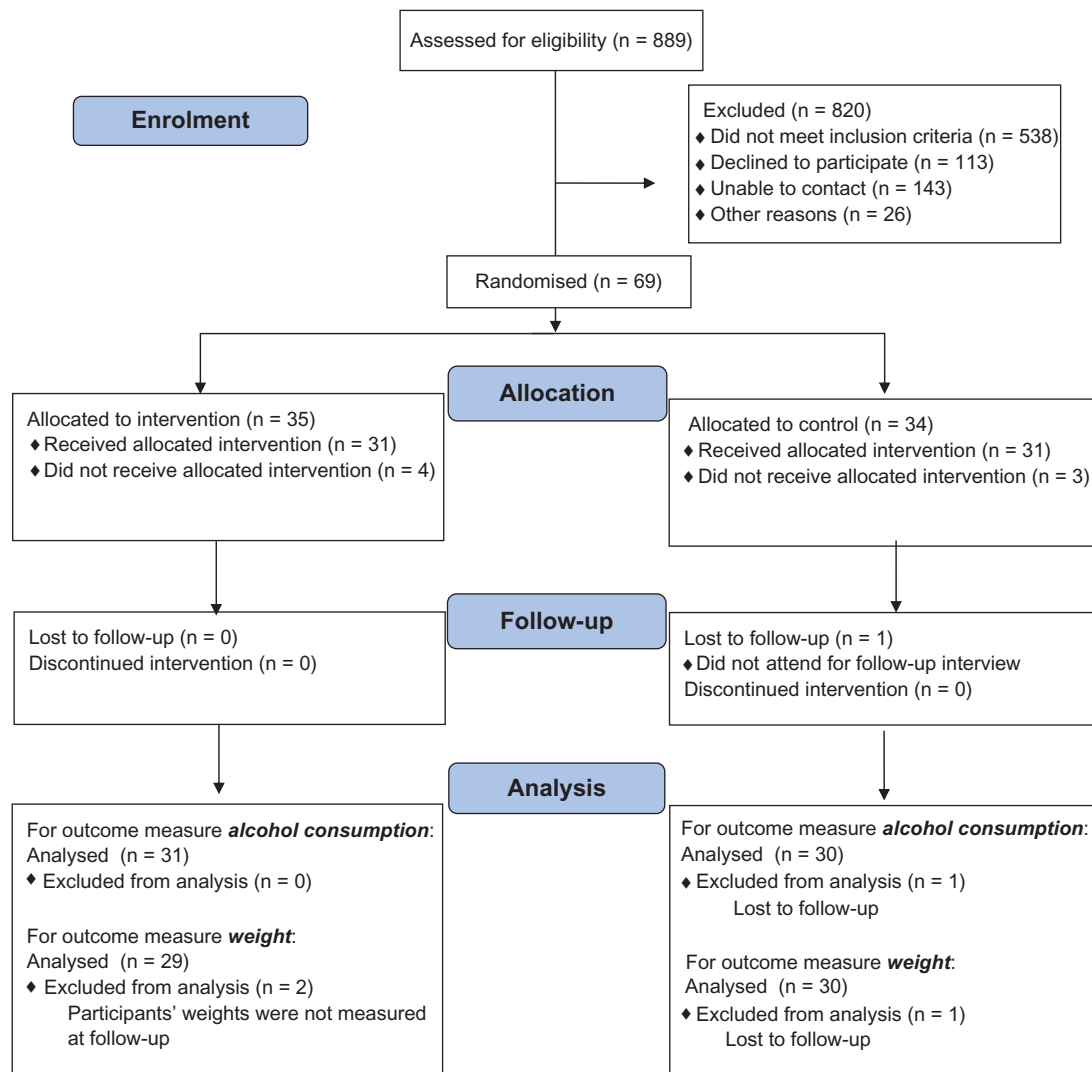 Assessed for eligibility (n = 889)
Enrolment
Excluded (n = 820)
♦ Did not meet inclusion criteria (n = 538)
♦ Declined to participate (n = 113)
♦ Unable to contact (n = 143)
♦ Other reasons (n = 26)
Randomised (n = 69)
Allocation
Allocated to intervention (n = 35)
♦ Received allocated intervention (n = 31)
♦ Did not receive allocated intervention (n = 4)
Allocated to control (n = 34)
♦ Received allocated intervention (n = 31)
♦ Did not receive allocated intervention (n = 3)
Follow-up
Lost to follow-up (n = 0)
Discontinued intervention (n = 0)
Lost to follow-up (n = 1)
♦ Did not attend for follow-up interview
Discontinued intervention (n = 0)
Analysis
For outcome measure alcohol consumption:
Analysed (n = 31)
♦ Excluded from analysis (n = 0)
For outcome measure weight:
Analysed (n = 29)
♦ Excluded from analysis (n = 2)
Participants’ weights were not measured
at follow-up
For outcome measure alcohol consumption:
Analysed (n = 30)
♦ Excluded from analysis (n = 1)
Lost to follow-up
For outcome measure weight:
Analysed (n = 30)
♦ Excluded from analysis (n = 1)
Lost to follow-up